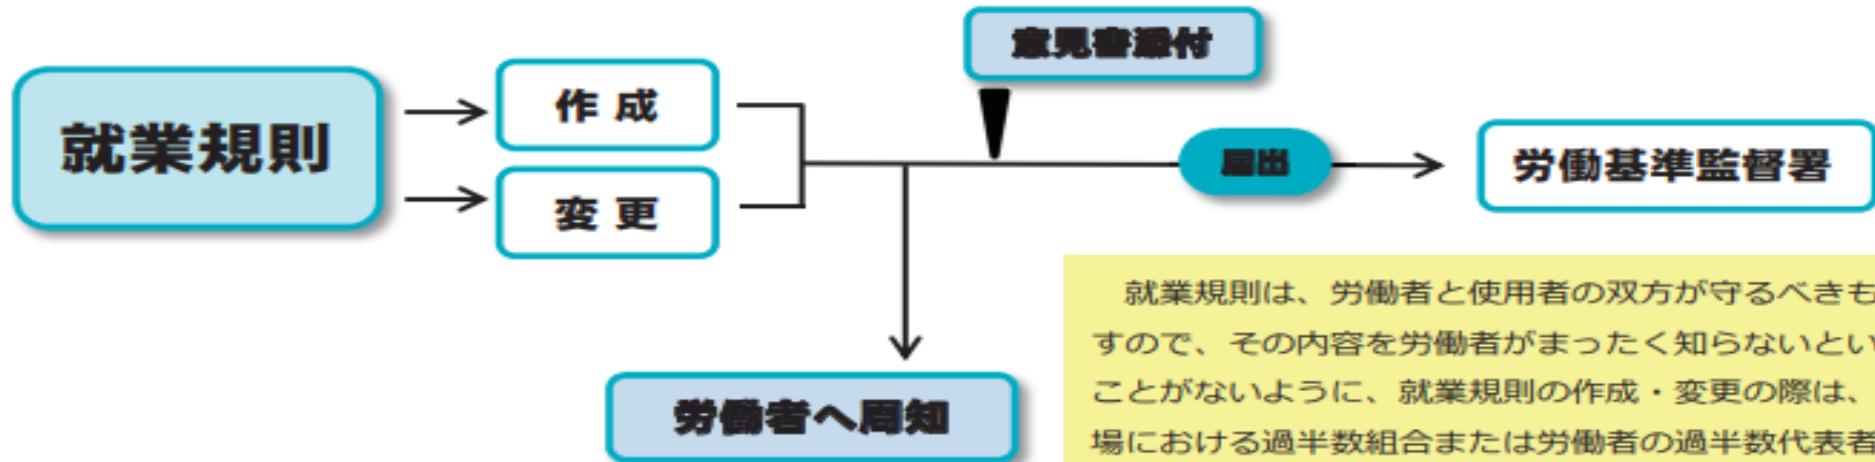 意見書添付
就業規則
作 成
変 更
届出
労働基準監督署
労働者へ周知
就業規則は、労働者と使用者の双方が守るべきも
すので、その内容を労働者がまったく知らないとい
ことがないように、就業規則の作成・変更の際は、
場における過半数組合または労働者の過半数代表者